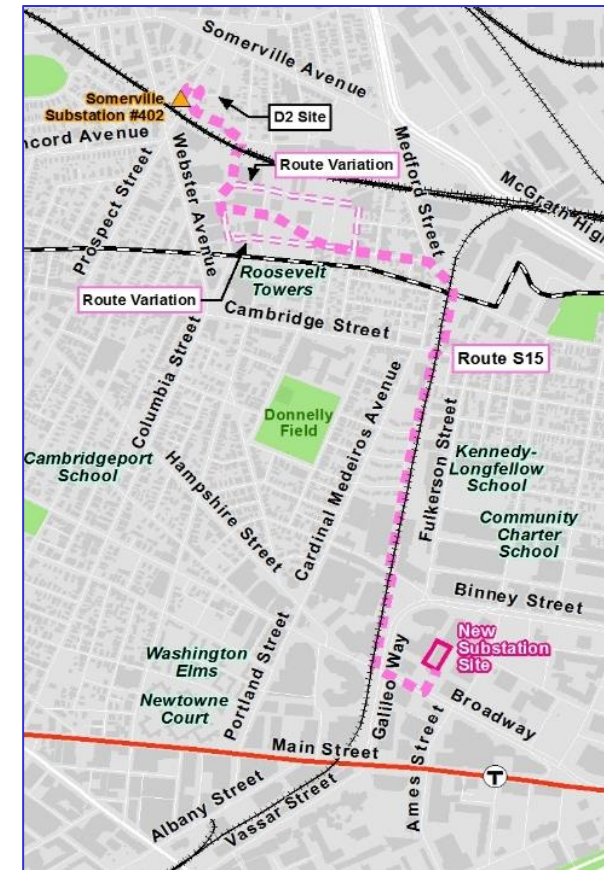 Somerville Avenue
Somerville
Substation #402
D2 Site
ncord Avenue
Webster Avenue
Prospect Street
Route Variation
Medford Street
McGrath High
Roosevelt
Towers
Route Variation
Cambridge Street
Route S15
Columbia Street
Donnelly
Field
Cardinal Medeiros Avenue
Fulkerson Street
Cambridgeport
School
Hampshire Street
Kennedy-
Longfellow
School
Community
Charter
School
Binney Street
New
Substation
Site
Washington
Elms
Newtowne
Court
Portland Street
Galileo Way
Broadway
Main Street
Ames Street
T
Albany Street
Vassar Street